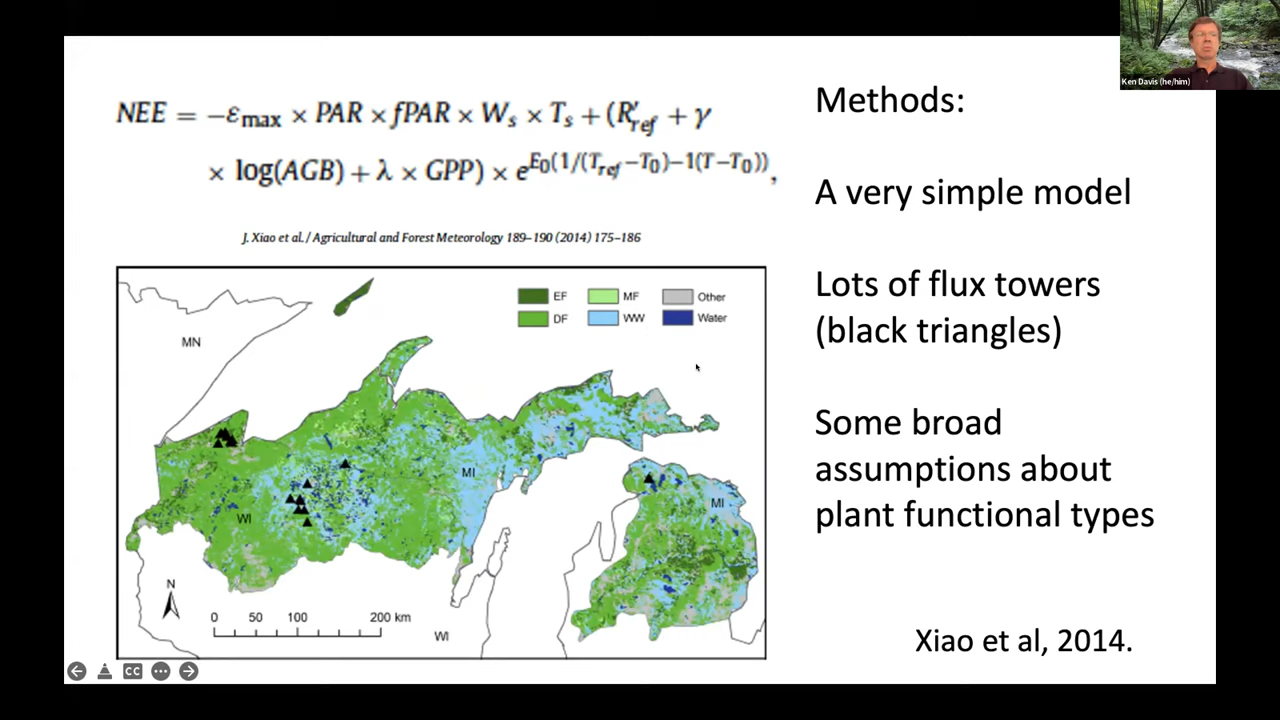 NEE = −εmax × PAR × fPAR × Ws × Ts + (R′ref + γ
× log(AGB) + λ × GPP) × e^E0(1/(Tref−T0)−1(T−T0)),
J. Xiao et al. / Agricultural and Forest Meteorology 189–190 (2014) 175–186
EF MF Other
DF WW Water
MN
MI
WI
MI
N
0 50 100 200 km
WI
Methods:
A very simple model
Lots of flux towers
(black triangles)
Some broad
assumptions about
plant functional types
Xiao et al, 2014.
Ken Davis (he/him)
CC